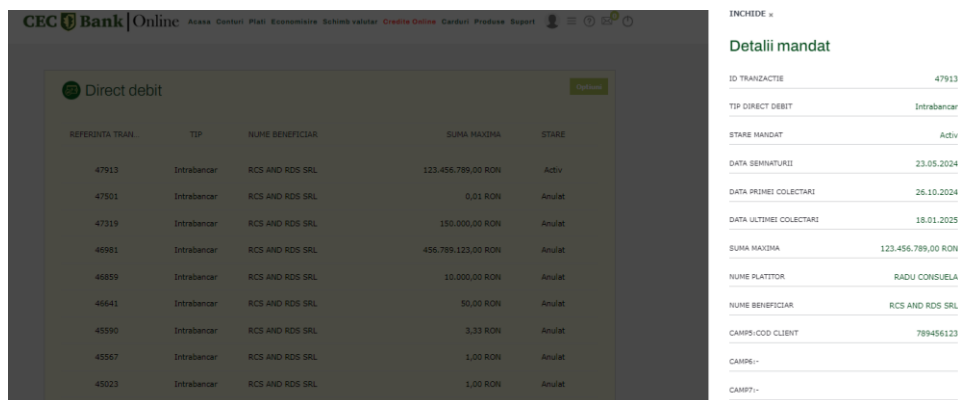 CEC Bank | Online Acasa Conturi Plati Economisire Schimb valutar Credite Online Carduri Produse Suport
Direct debit
Optiuni
REFERINTA TRAN... TIP NUME BENEFICIAR SUMA MAXIMA STARE
47913 Intrabancar RCS AND RDS SRL 123.456.789,00 RON Activ
47501 Intrabancar RCS AND RDS SRL 0,01 RON Anulat
47319 Intrabancar RCS AND RDS SRL 150.000,00 RON Anulat
46981 Intrabancar RCS AND RDS SRL 456.789.123,00 RON Anulat
46859 Intrabancar RCS AND RDS SRL 10.000,00 RON Anulat
46641 Intrabancar RCS AND RDS SRL 50,00 RON Anulat
45590 Intrabancar RCS AND RDS SRL 3,33 RON Anulat
45567 Intrabancar RCS AND RDS SRL 1,00 RON Anulat
45023 Intrabancar RCS AND RDS SRL 1,00 RON Anulat
INCHIDE x
Detalii mandat
ID TRANZACTIE 47913
TIP DIRECT DEBIT Intrabancar
STARE MANDAT Activ
DATA SEMNATURII 23.05.2024
DATA PRIMEI COLECTARI 26.10.2024
DATA ULTIMEI COLECTARI 18.01.2025
SUMA MAXIMA 123.456.789,00 RON
NUME PLATITOR RADU CONSUELA
NUME BENEFICIAR RCS AND RDS SRL
CAMP5:COD CLIENT 789456123
CAMP6:-
CAMP7:-